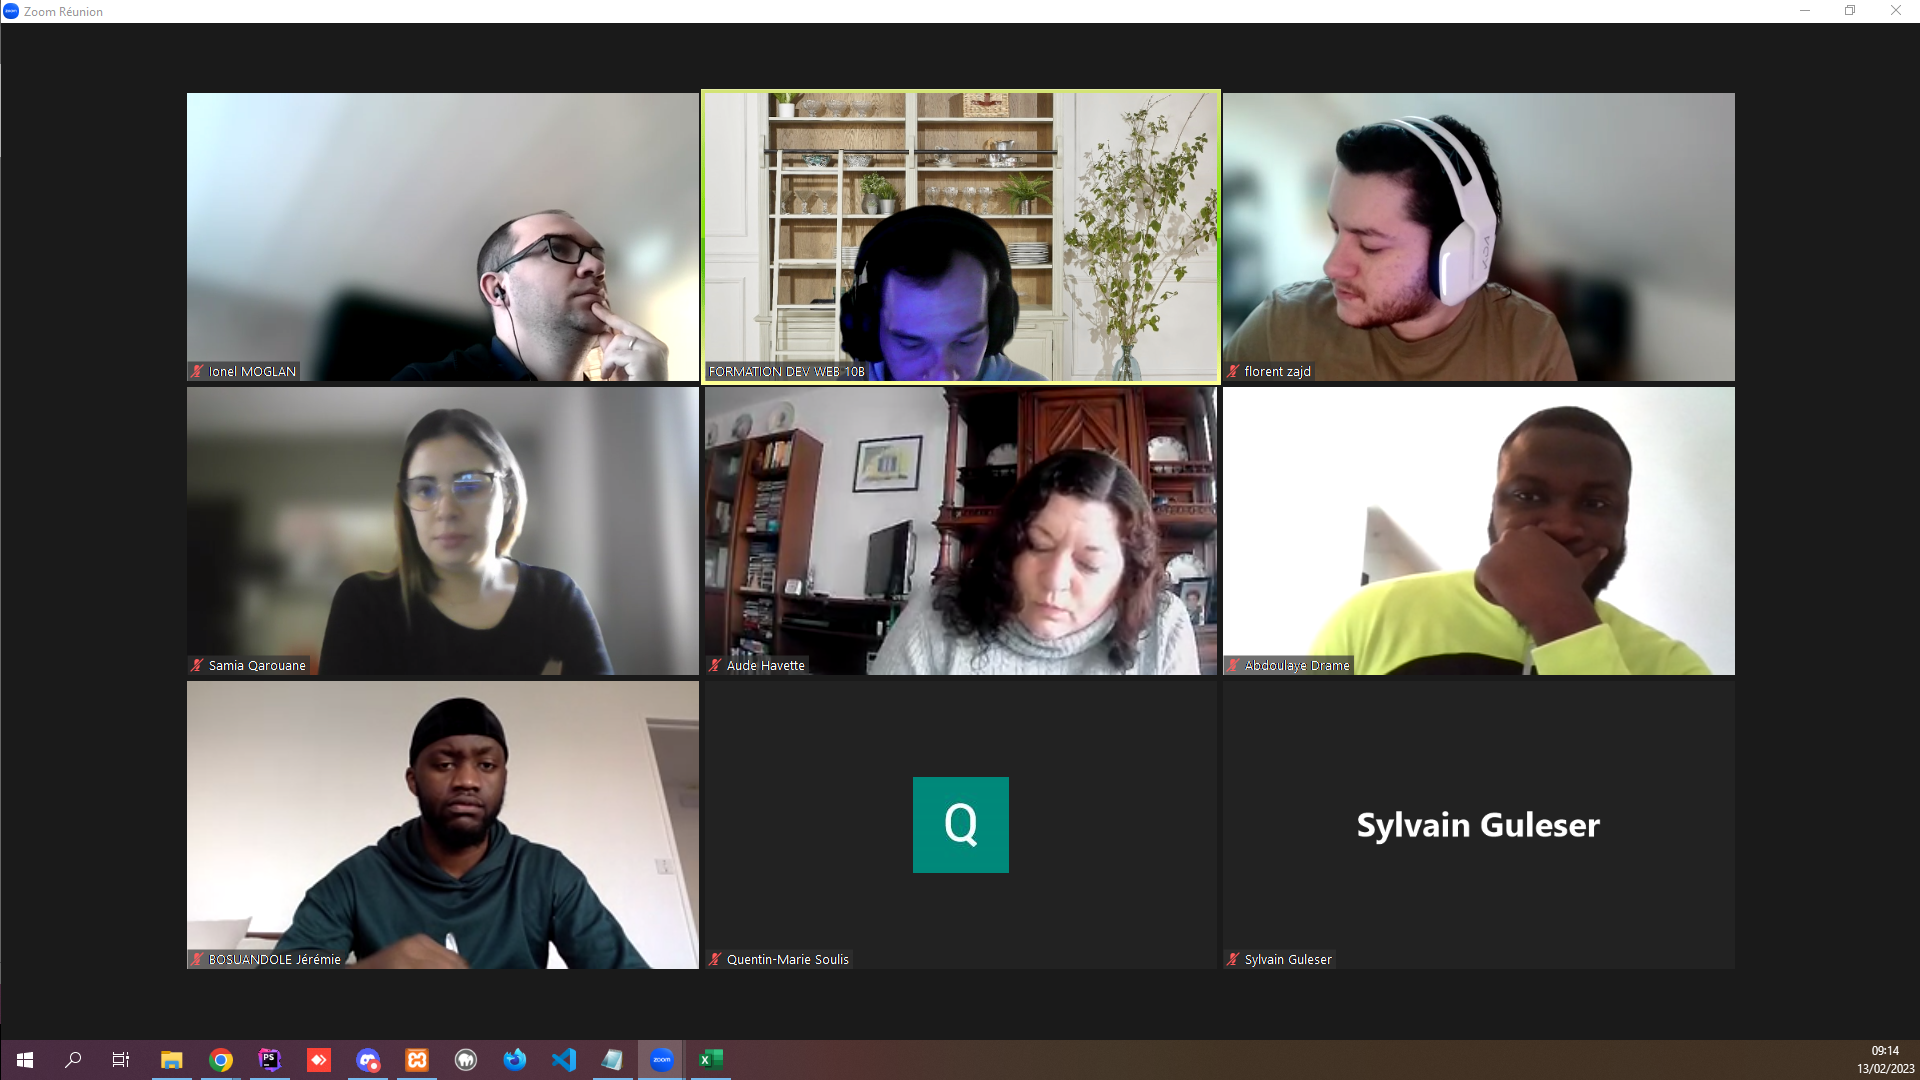 Zoom Réunion
Ionel MOGLAN
FORMATION DEV WEB 10B
florent zajd
Samia Qarouane
Aude Havette
Abdoulaye Drame
BOSUANDOLE Jérémie
Q
Quentin-Marie Soulis
Sylvain Guleser
Sylvain Guleser
PS
zoom
X
09:14
13/02/2023